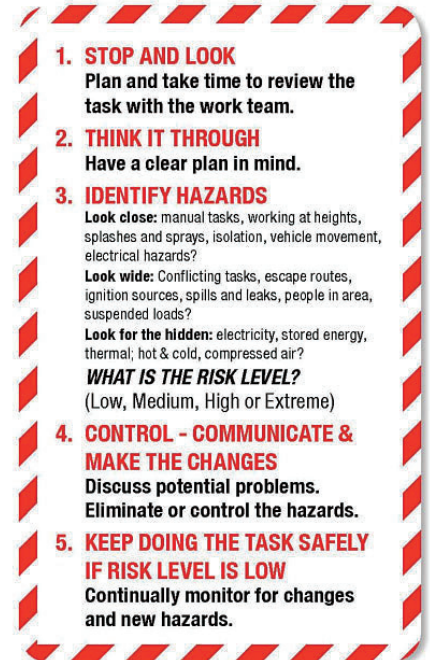 1. STOP AND LOOK
Plan and take time to review the
task with the work team.
2. THINK IT THROUGH
Have a clear plan in mind.
3. IDENTIFY HAZARDS
Look close: manual tasks, working at heights,
splashes and sprays, isolation, vehicle movement,
electrical hazards?
Look wide: Conflicting tasks, escape routes,
ignition sources, spills and leaks, people in area,
suspended loads?
Look for the hidden: electricity, stored energy,
thermal; hot & cold, compressed air?
WHAT IS THE RISK LEVEL?
(Low, Medium, High or Extreme)
4. CONTROL - COMMUNICATE &
MAKE THE CHANGES
Discuss potential problems.
Eliminate or control the hazards.
5. KEEP DOING THE TASK SAFELY
IF RISK LEVEL IS LOW
Continually monitor for changes
and new hazards.